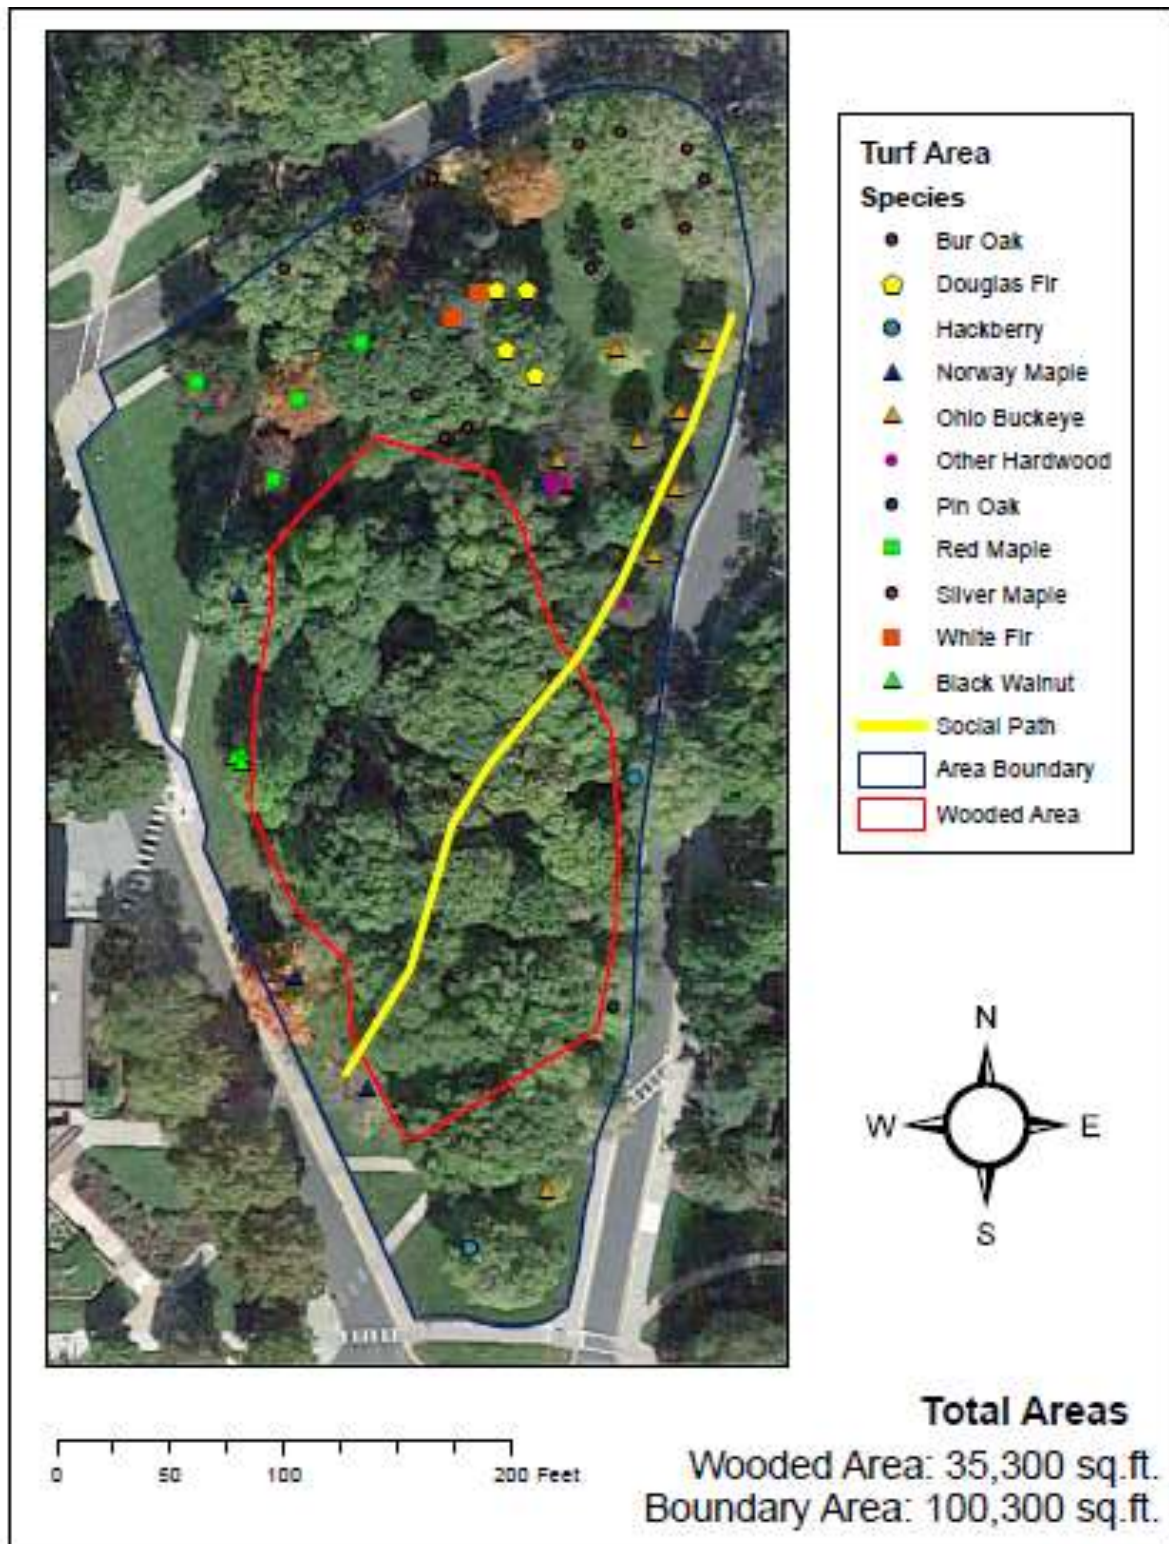 Turf Area
Species
Bur Oak
Douglas Fir
Hackberry
Norway Maple
Ohio Buckeye
Other Hardwood
Pin Oak
Red Maple
Silver Maple
White Fir
Black Walnut
Social Path
Area Boundary
Wooded Area
N
W E
S
0 50 100 200 Feet
Total Areas
Wooded Area: 35,300 sq.ft.
Boundary Area: 100,300 sq.ft.